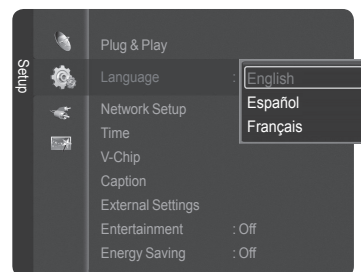 Setup
Plug & Play
Language : English
Español
Français
Network Setup
Time
V-Chip
Caption
External Settings
Entertainment : Off
Energy Saving : Off